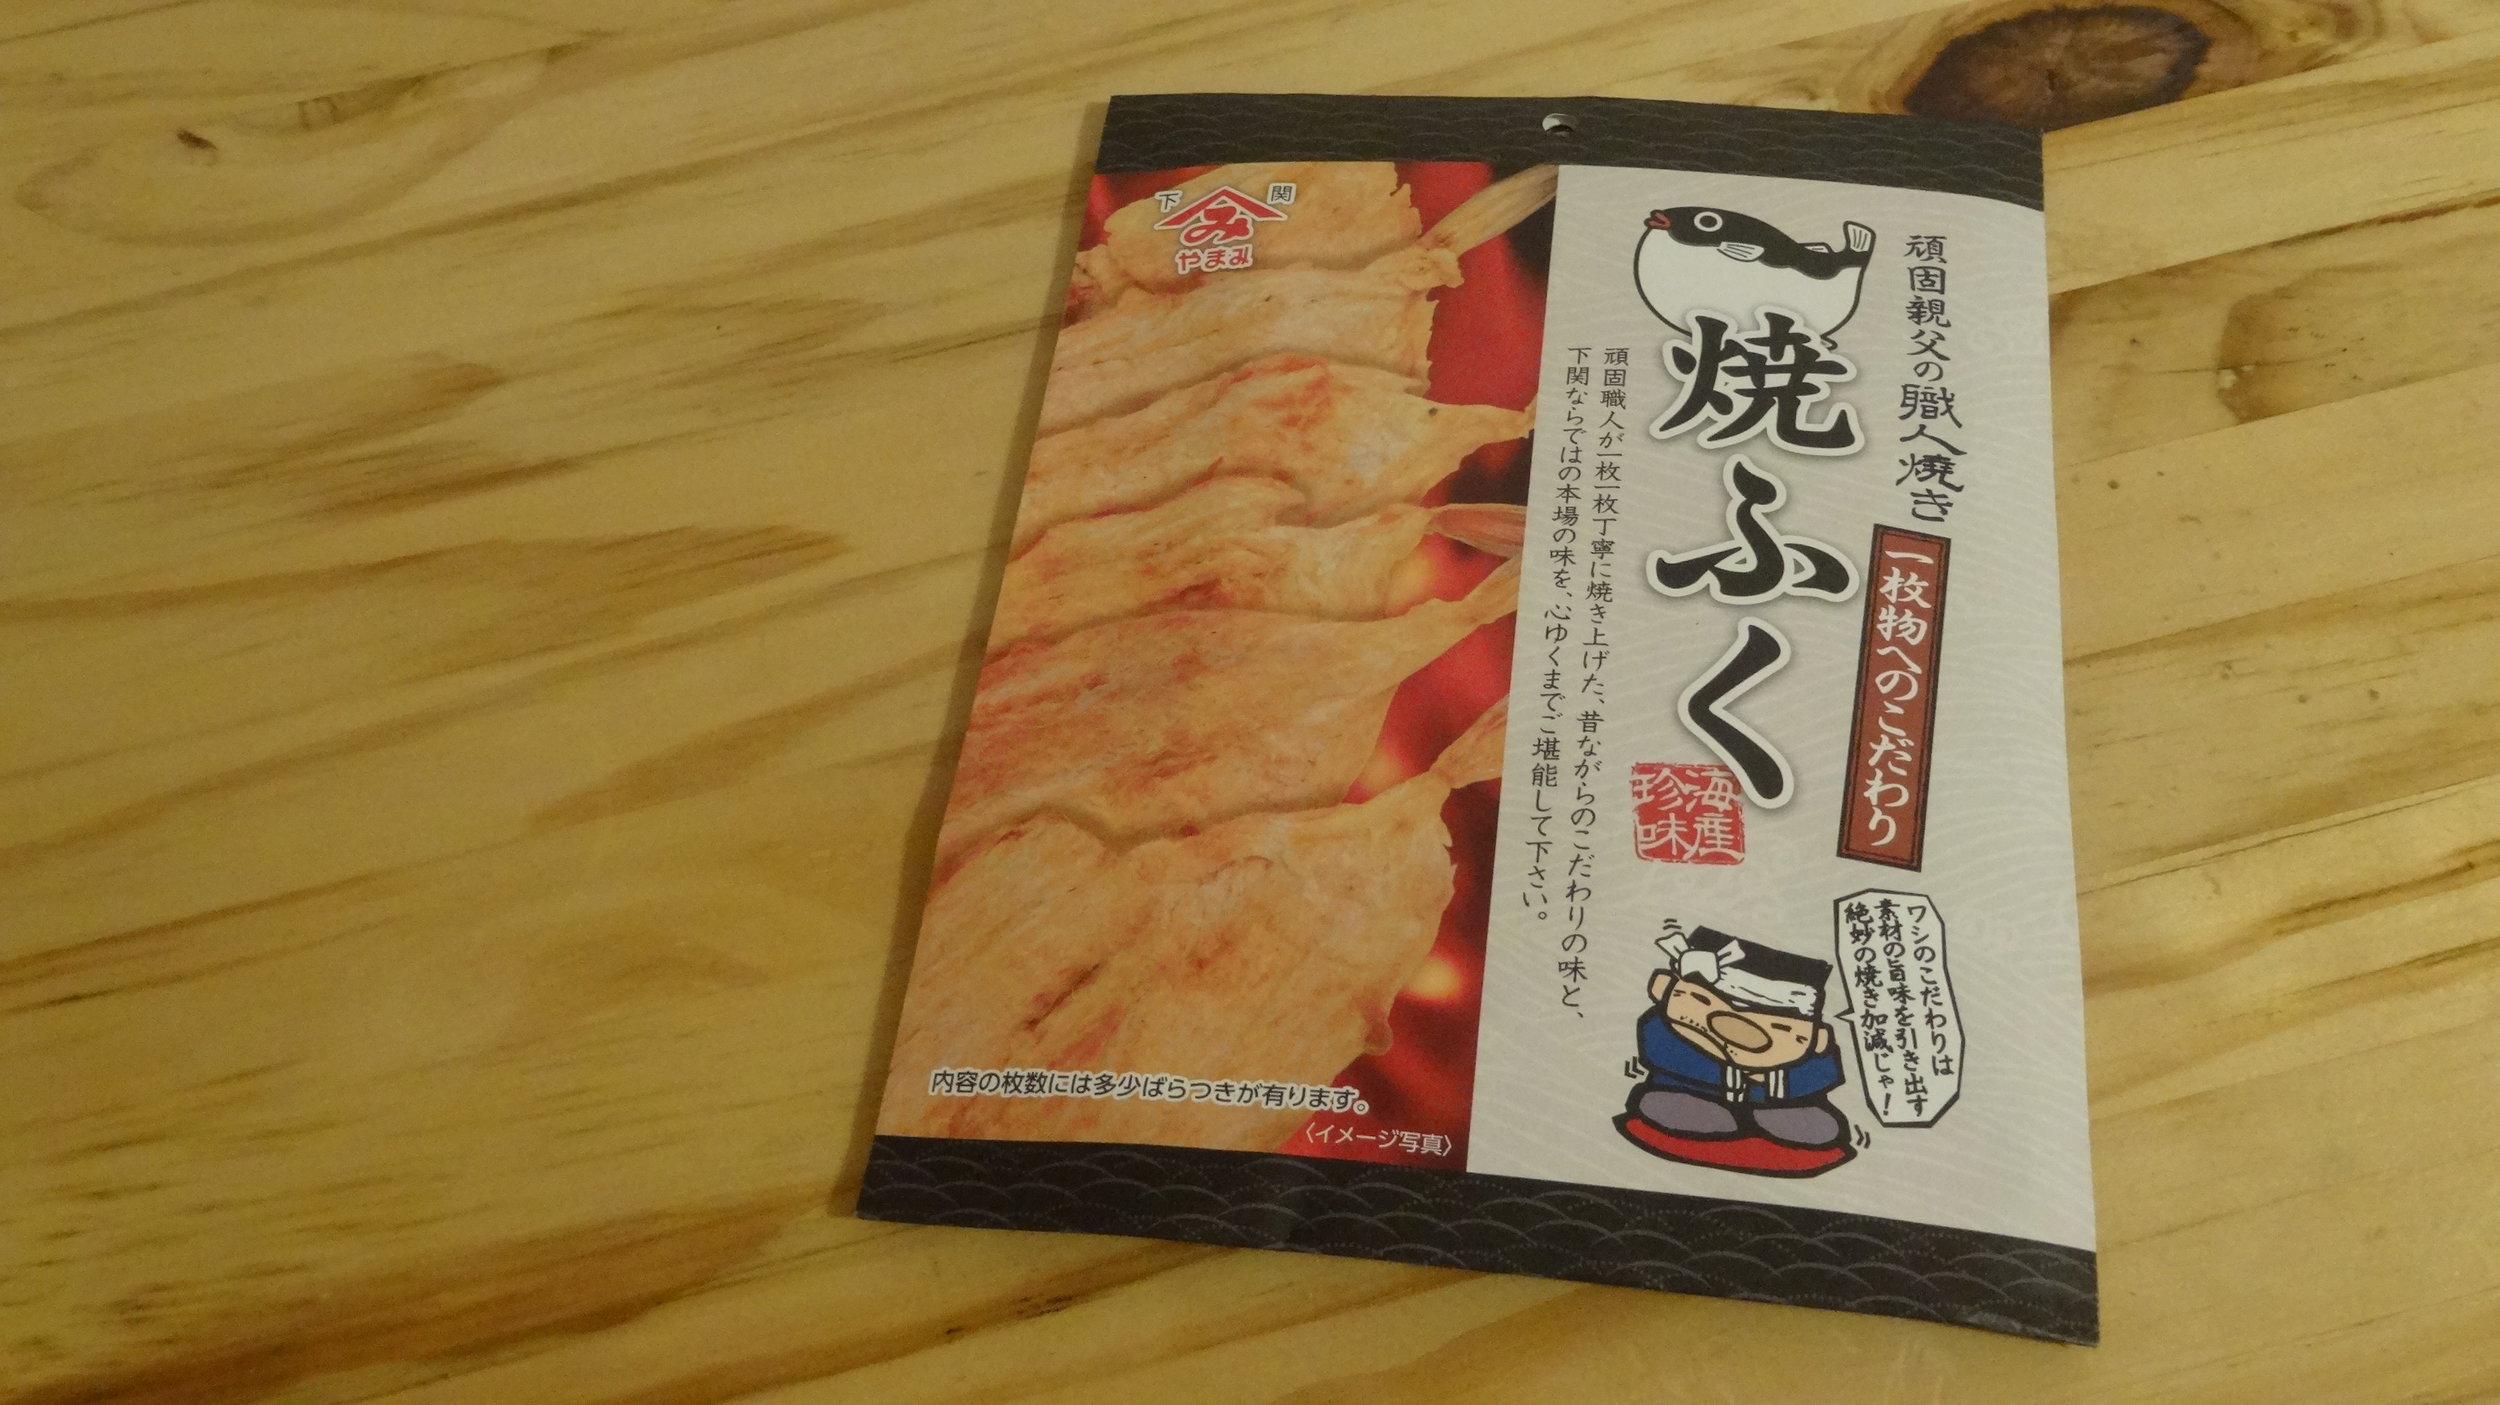 頑固親父の職人燒き
一枚物へのこだわり
焼ふく
海産
珍味
頑固職人が一枚一枚丁寧に焼き上げた、昔ながらのこだわりの味と、
下関ならではの本場の味を、心ゆくまでご堪能して下さい。
ワシのこだわりは
素材の旨味を引き出す
絶妙の焼き加減じゃ!
下 関
み
やまみ
内容の枚数には多少ばらつきが有ります。
〈イメージ写真〉